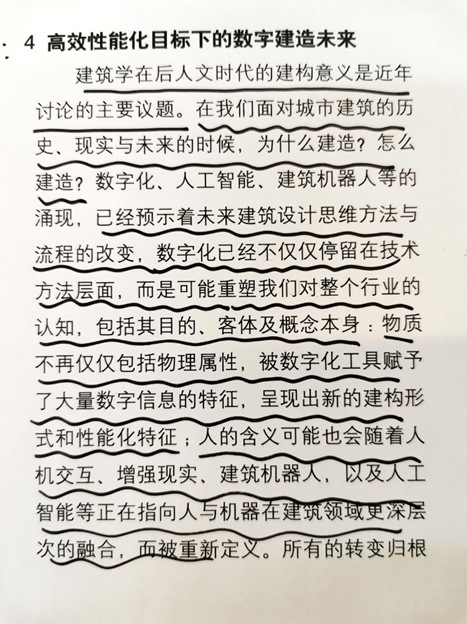 4 高效性能化目标下的数字建造未来
建筑学在后人文时代的建构意义是近年
讨论的主要议题。在我们面对城市建筑的历
史、现实与未来的时候，为什么建造？怎么
建造？数字化、人工智能、建筑机器人等的
涌现，已经预示着未来建筑设计思维方法与
流程的改变，数字化已经不仅仅停留在技术
方法层面，而是可能重塑我们对整个行业的
认知，包括其目的、客体及概念本身：物质
不再仅仅包括物理属性，被数字化工具赋予
了大量数字信息的特征，呈现出新的建构形
式和性能化特征；人的含义可能也会随着人
机交互、增强现实、建筑机器人，以及人工
智能等正在指向人与机器在建筑领域更深层
次的融合，而被重新定义。所有的转变归根